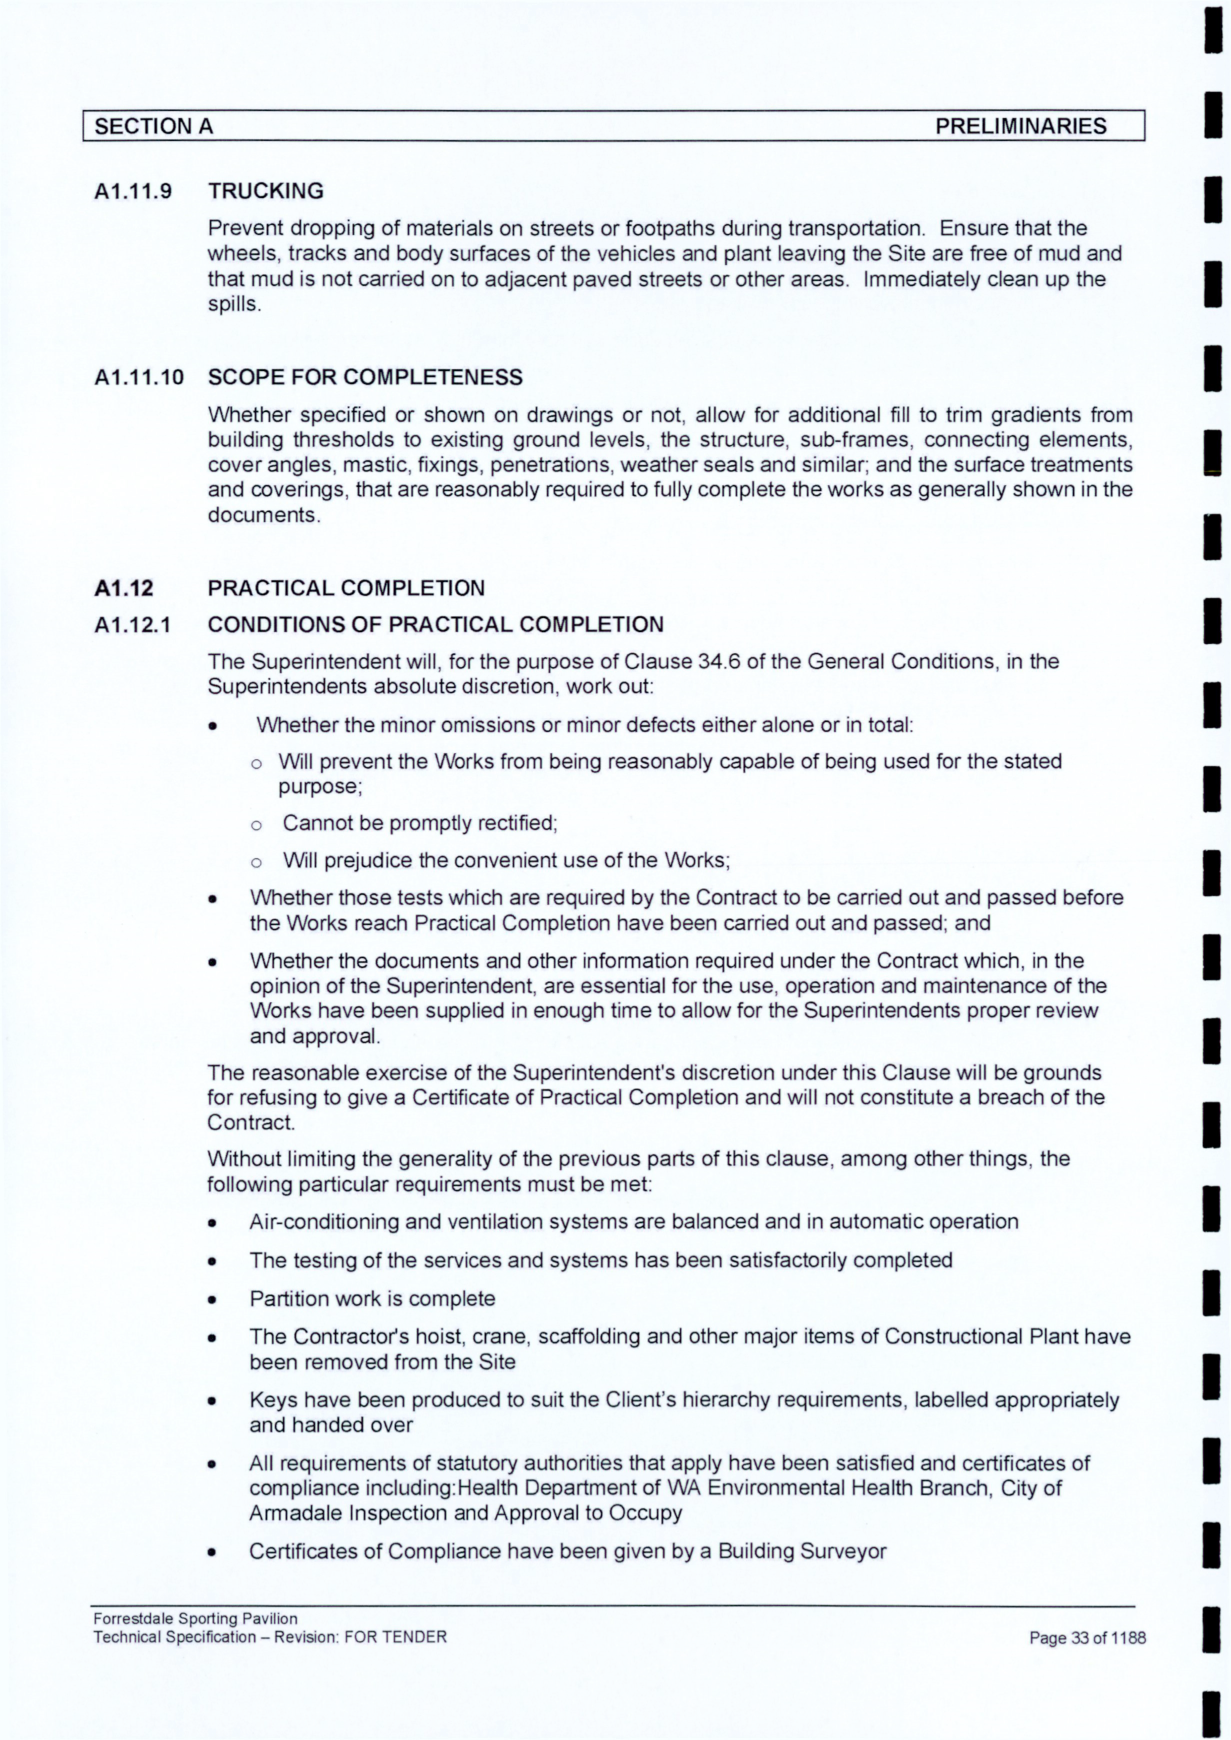 SECTION A PRELIMINARIES
A1.11.9 TRUCKING
Prevent dropping of materials on streets or footpaths during transportation. Ensure that the
wheels, tracks and body surfaces of the vehicles and plant leaving the Site are free of mud and
that mud is not carried on to adjacent paved streets or other areas. Immediately clean up the
spills.
A1.11.10 SCOPE FOR COMPLETENESS
Whether specified or shown on drawings or not, allow for additional fill to trim gradients from
building thresholds to existing ground levels, the structure, sub-frames, connecting elements,
cover angles, mastic, fixings, penetrations, weather seals and similar; and the surface treatments
and coverings, that are reasonably required to fully complete the works as generally shown in the
documents.
A1.12 PRACTICAL COMPLETION
A1.12.1 CONDITIONS OF PRACTICAL COMPLETION
The Superintendent will, for the purpose of Clause 34.6 of the General Conditions, in the
Superintendents absolute discretion, work out:
• Whether the minor omissions or minor defects either alone or in total:
o Will prevent the Works from being reasonably capable of being used for the stated
purpose;
o Cannot be promptly rectified;
o Will prejudice the convenient use of the Works;
• Whether those tests which are required by the Contract to be carried out and passed before
the Works reach Practical Completion have been carried out and passed; and
• Whether the documents and other information required under the Contract which, in the
opinion of the Superintendent, are essential for the use, operation and maintenance of the
Works have been supplied in enough time to allow for the Superintendents proper review
and approval.
The reasonable exercise of the Superintendent's discretion under this Clause will be grounds
for refusing to give a Certificate of Practical Completion and will not constitute a breach of the
Contract.
Without limiting the generality of the previous parts of this clause, among other things, the
following particular requirements must be met:
• Air-conditioning and ventilation systems are balanced and in automatic operation
• The testing of the services and systems has been satisfactorily completed
• Partition work is complete
• The Contractor's hoist, crane, scaffolding and other major items of Constructional Plant have
been removed from the Site
• Keys have been produced to suit the Client's hierarchy requirements, labelled appropriately
and handed over
• All requirements of statutory authorities that apply have been satisfied and certificates of
compliance including:Health Department of WA Environmental Health Branch, City of
Armadale Inspection and Approval to Occupy
• Certificates of Compliance have been given by a Building Surveyor
Forrestdale Sporting Pavilion
Technical Specification – Revision: FOR TENDER Page 33 of 1188